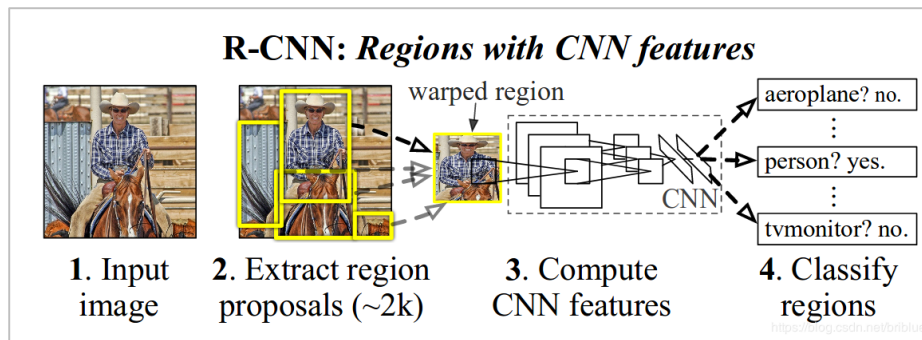 R-CNN: Regions with CNN features
warped region
aeroplane? no.
person? yes.
tvmonitor? no.
CNN
1. Input
image
2. Extract region
proposals (~2k)
3. Compute
CNN features
4. Classify
regions